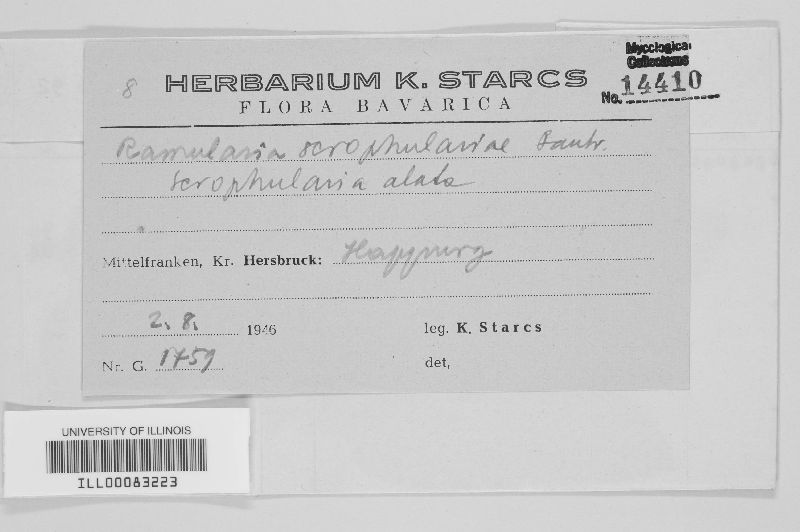 8
HERBARIUM K. STARCS
FLORA BAVARICA
Mycological
Collections
No. 14410
Ramularia scrophulariae Fautr.
Scrophularia alata
Mittelfranken, Kr. Hersbruck: Happurg
2. 8. 1946
leg. K. Starcs
Nr. G. 1759
det,
UNIVERSITY OF ILLINOIS
ILL00083223